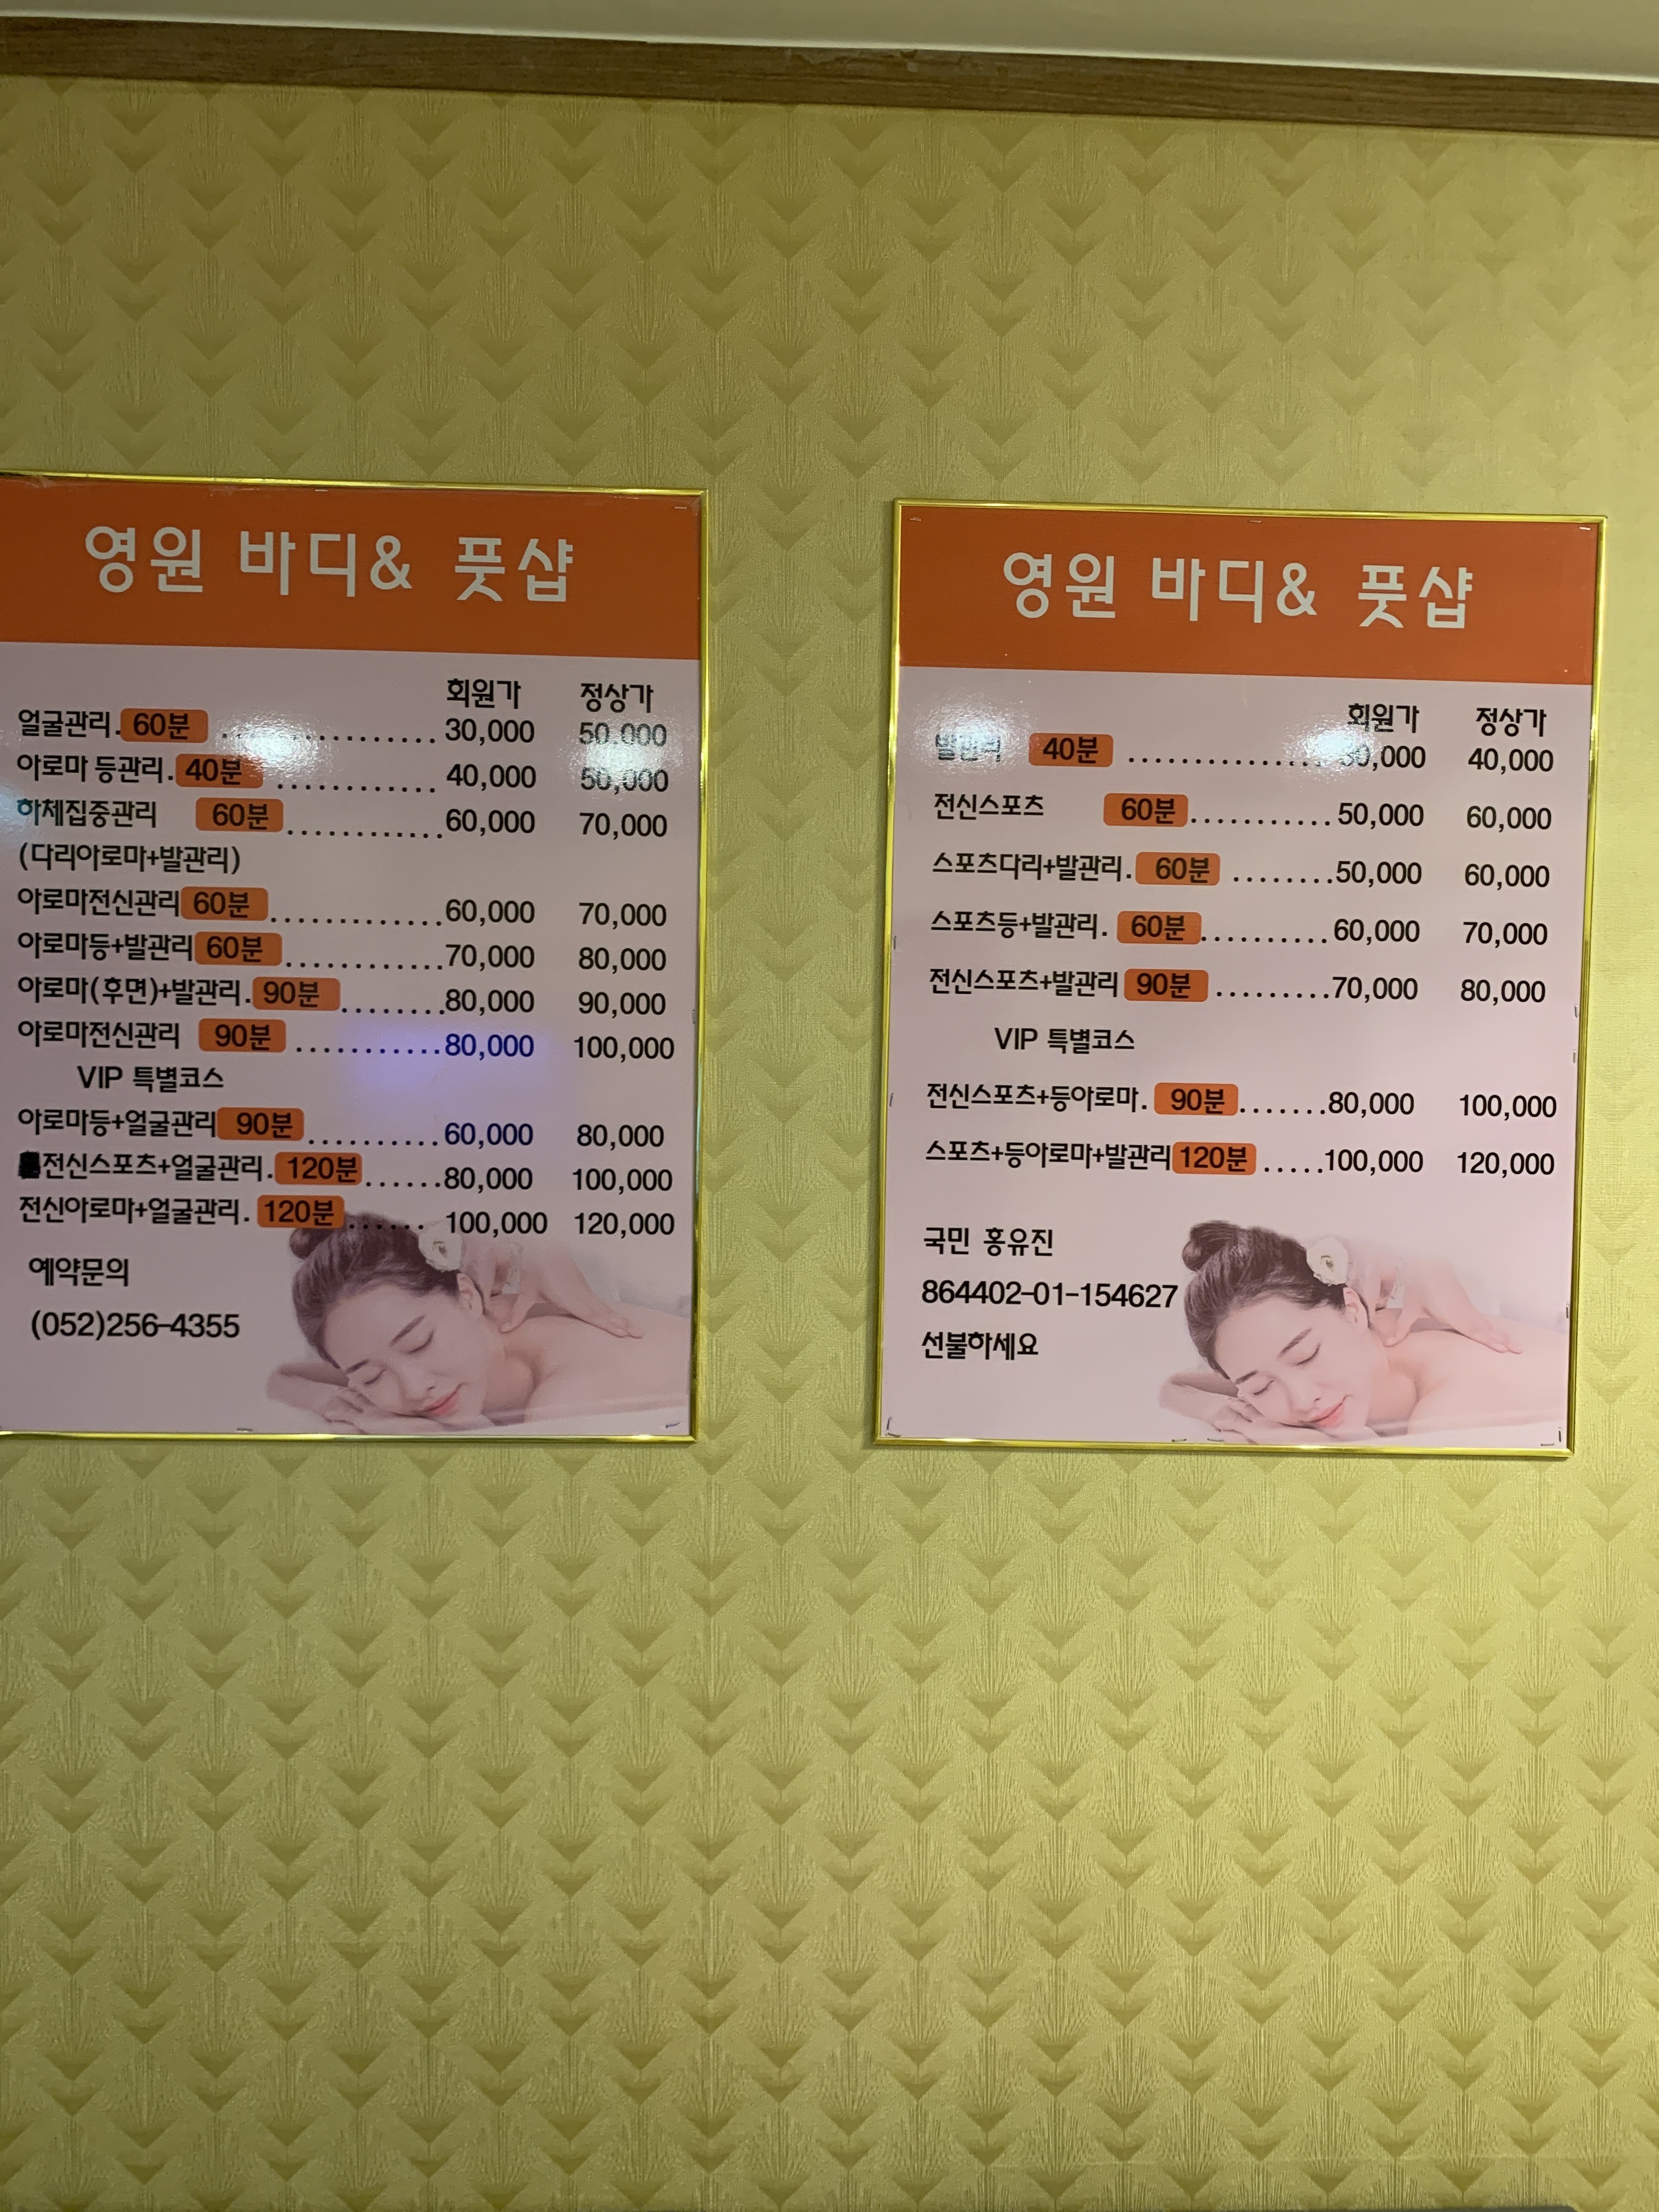 영원 바디& 풋샵
회원가 정상가
얼굴관리. 60분 ................ 30,000 50,000
아로마 등관리. 40분 ............ 40,000 50,000
하체집중관리 60분 ............ 60,000 70,000
(다리아로마+발관리)
아로마전신관리 60분 ............. 60,000 70,000
아로마등+발관리 60분 ............ 70,000 80,000
아로마(후면)+발관리. 90분 ........ 80,000 90,000
아로마전신관리 90분 ........... 80,000 100,000
VIP 특별코스
아로마등+얼굴관리 90분 .......... 60,000 80,000
전신스포츠+얼굴관리. 120분 ...... 80,000 100,000
전신아로마+얼굴관리. 120분 ...... 100,000 120,000
예약문의
(052)256-4355
영원 바디& 풋샵
회원가 정상가
발관리 40분 ............... 30,000 40,000
전신스포츠 60분 ........... 50,000 60,000
스포츠다리+발관리. 60분 ........ 50,000 60,000
스포츠등+발관리. 60분 .......... 60,000 70,000
전신스포츠+발관리 90분 ......... 70,000 80,000
VIP 특별코스
전신스포츠+등아로마. 90분 ....... 80,000 100,000
스포츠+등아로마+발관리 120분 ..... 100,000 120,000
국민 홍유진
864402-01-154627
선불하세요